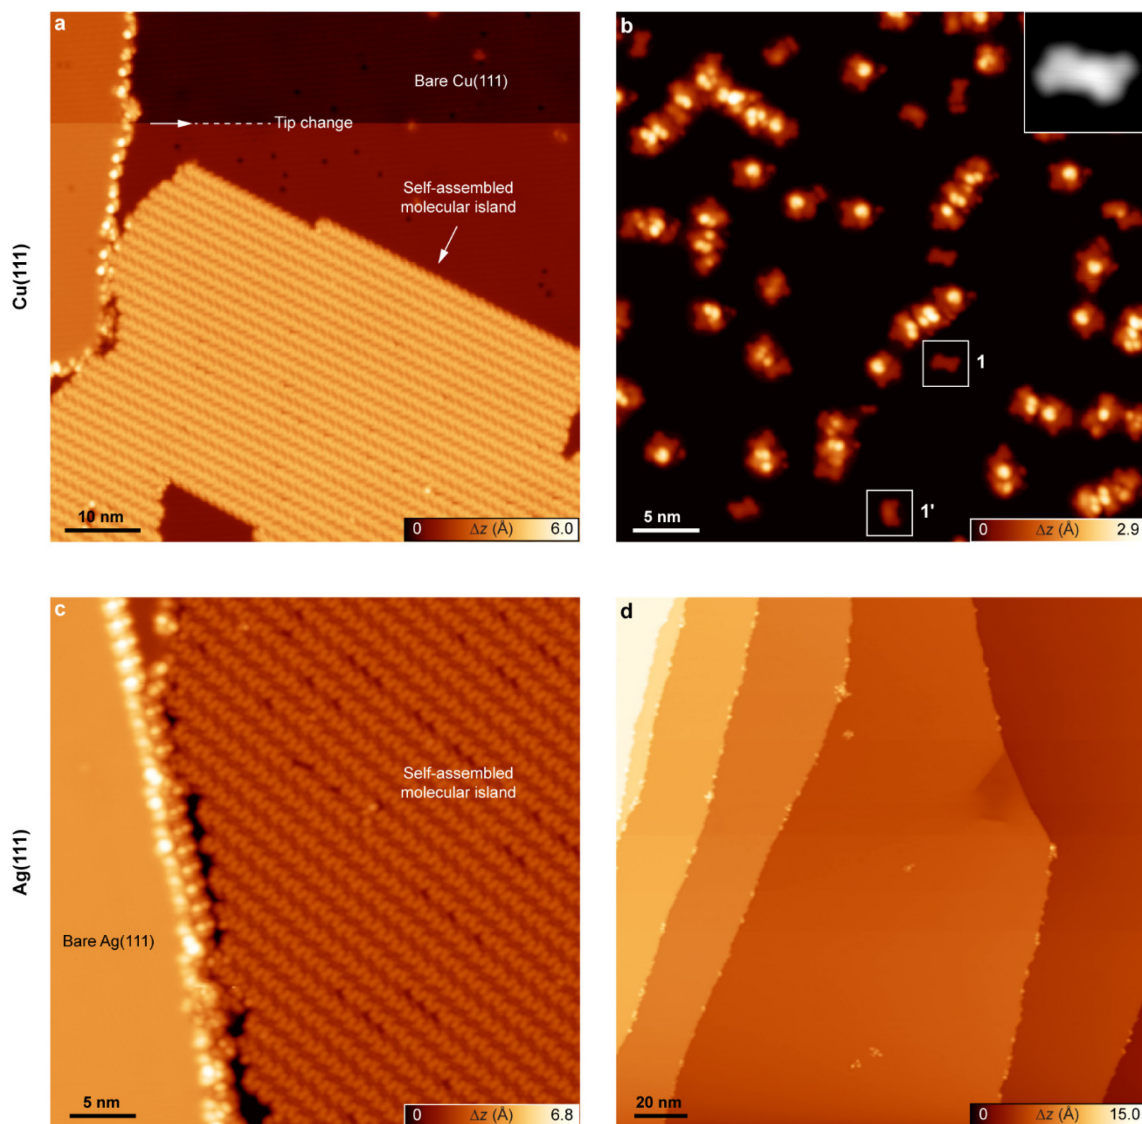 Cu(111)
a
Bare Cu(111)
Tip change
Self-assembled
molecular island
10 nm
0 Δz (Å) 6.0
b
1
1'
5 nm
0 Δz (Å) 2.9
Ag(111)
c
Self-assembled
molecular island
Bare Ag(111)
5 nm
0 Δz (Å) 6.8
d
20 nm
0 Δz (Å) 15.0